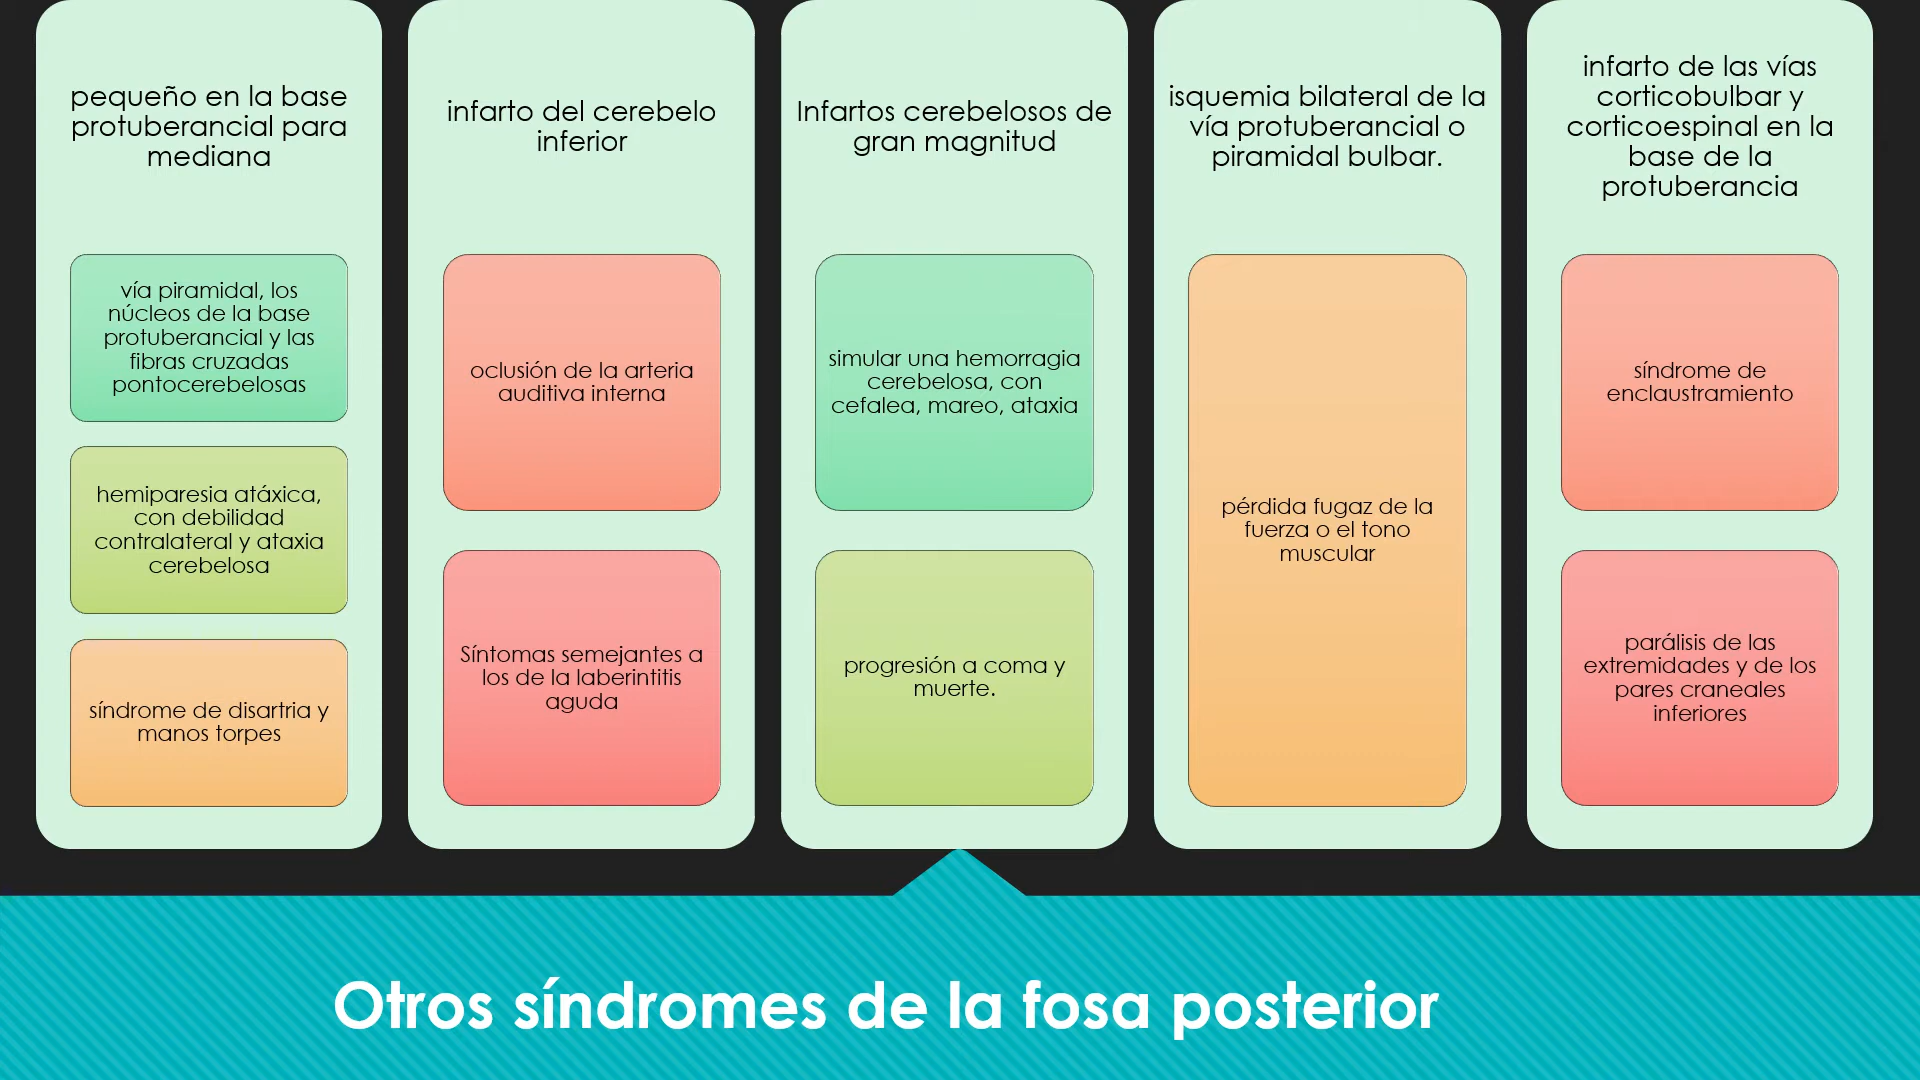 pequeño en la base
protuberancial para
mediana
vía piramidal, los
núcleos de la base
protuberancial y las
fibras cruzadas
pontocerebelosas
hemiparesia atáxica,
con debilidad
contralateral y ataxia
cerebelosa
síndrome de disartria y
manos torpes
infarto del cerebelo
inferior
oclusión de la arteria
auditiva interna
Síntomas semejantes a
los de la laberintitis
aguda
Infartos cerebelosos de
gran magnitud
simular una hemorragia
cerebelosa, con
cefalea, mareo, ataxia
progresión a coma y
muerte.
isquemia bilateral de la
vía protuberancial o
piramidal bulbar.
pérdida fugaz de la
fuerza o el tono
muscular
infarto de las vías
corticobulbar y
corticoespinal en la
base de la
protuberancia
síndrome de
enclaustramiento
parálisis de las
extremidades y de los
pares craneales
inferiores
Otros síndromes de la fosa posterior